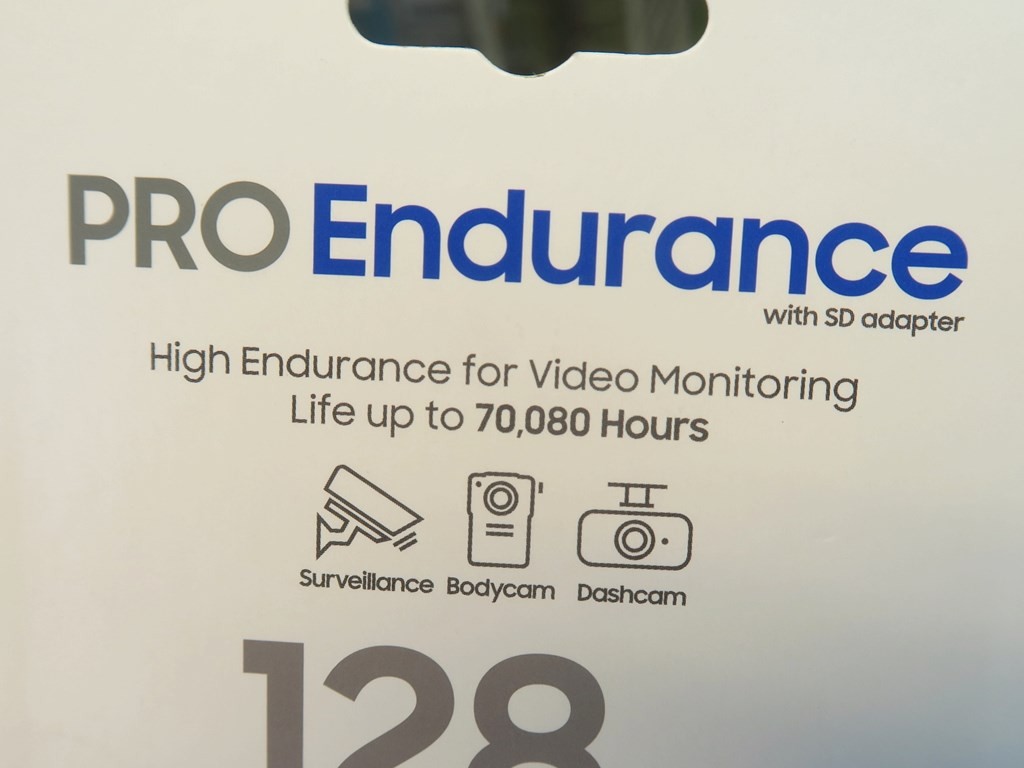 PRO Endurance
with SD adapter
High Endurance for Video Monitoring
Life up to 70,080 Hours
Surveillance Bodycam Dashcam
128